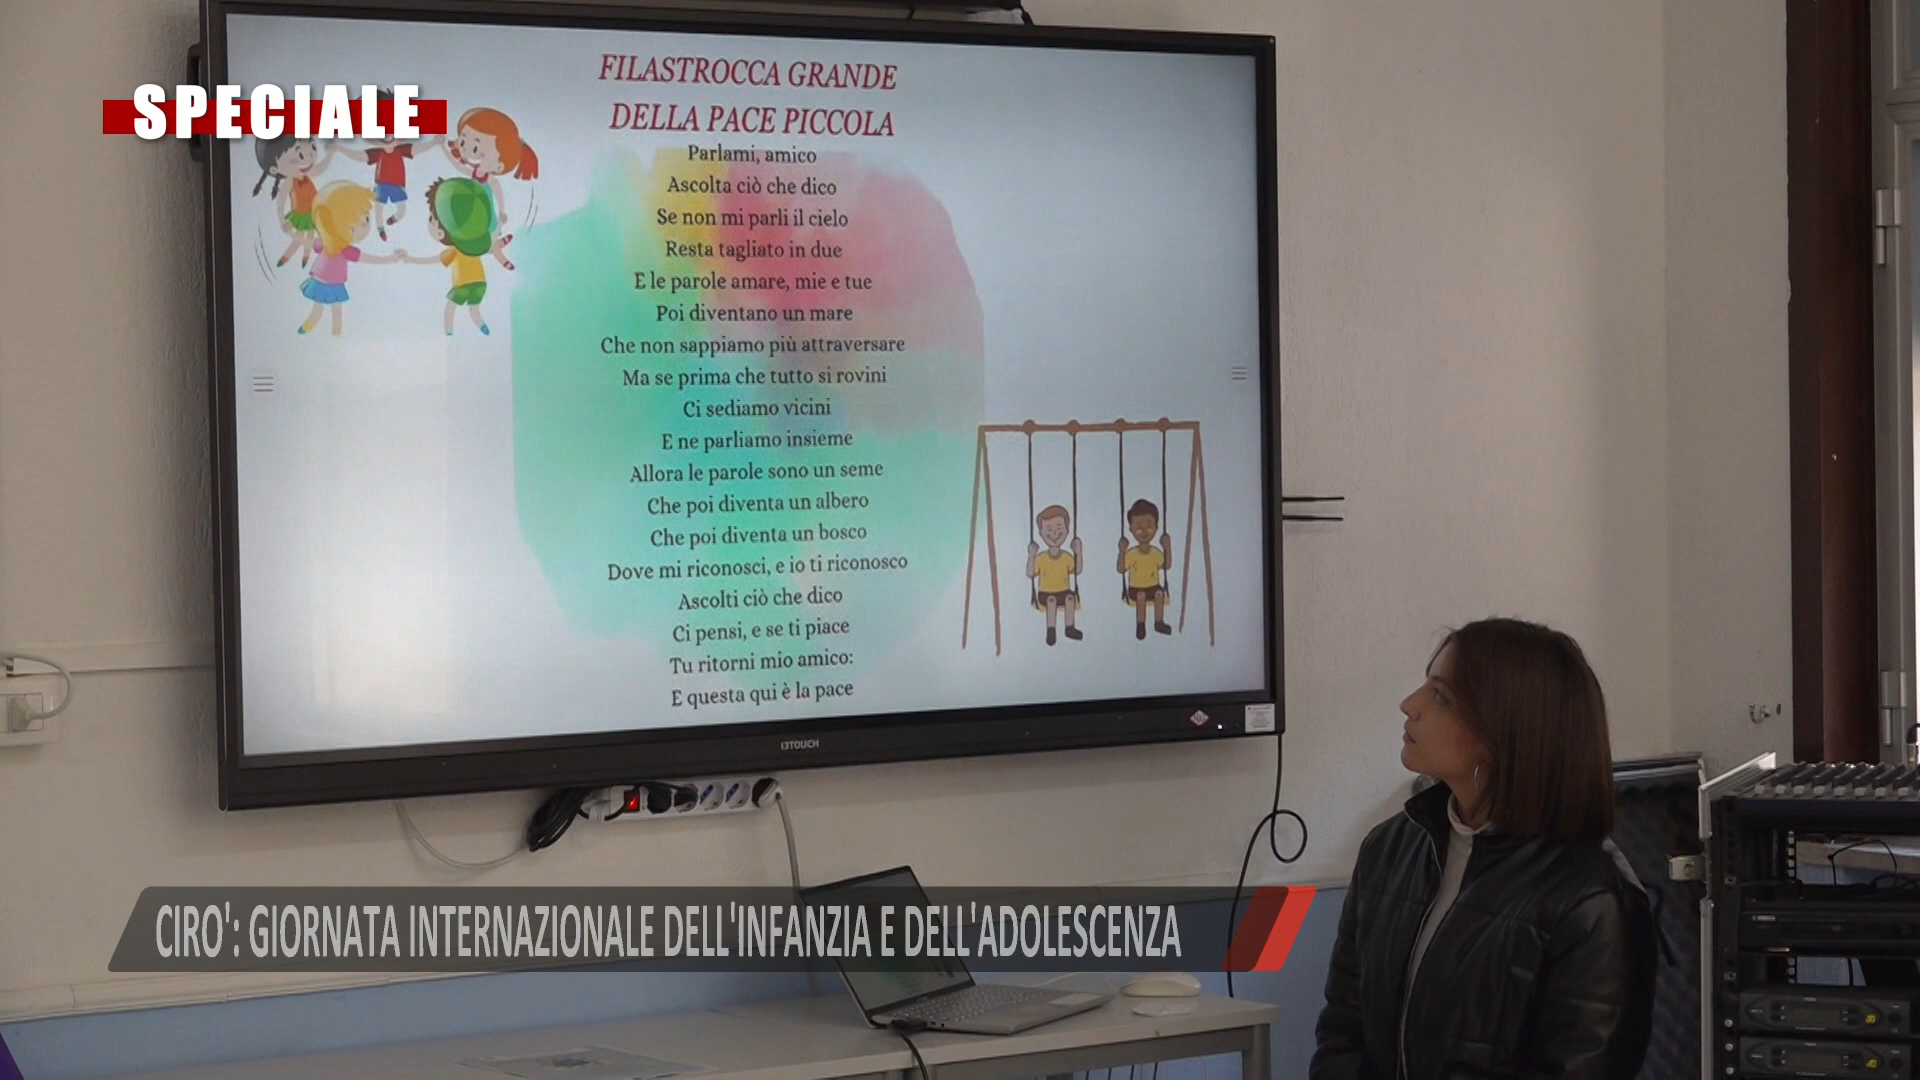 SPECIALE
FILASTROCCA GRANDE
DELLA PACE PICCOLA
Parlami, amico
Ascolta ciò che dico
Se non mi parli il cielo
Resta tagliato in due
E le parole amare, mie e tue
Poi diventano un mare
Che non sappiamo più attraversare
Ma se prima che tutto si rovini
Ci sediamo vicini
E ne parliamo insieme
Allora le parole sono un seme
Che poi diventa un albero
Che poi diventa un bosco
Dove mi riconosci, e io ti riconosco
Ascolti ciò che dico
Ci pensi, e se ti piace
Tu ritorni mio amico:
E questa qui è la pace
I3TOUCH
CIRO': GIORNATA INTERNAZIONALE DELL'INFANZIA E DELL'ADOLESCENZA